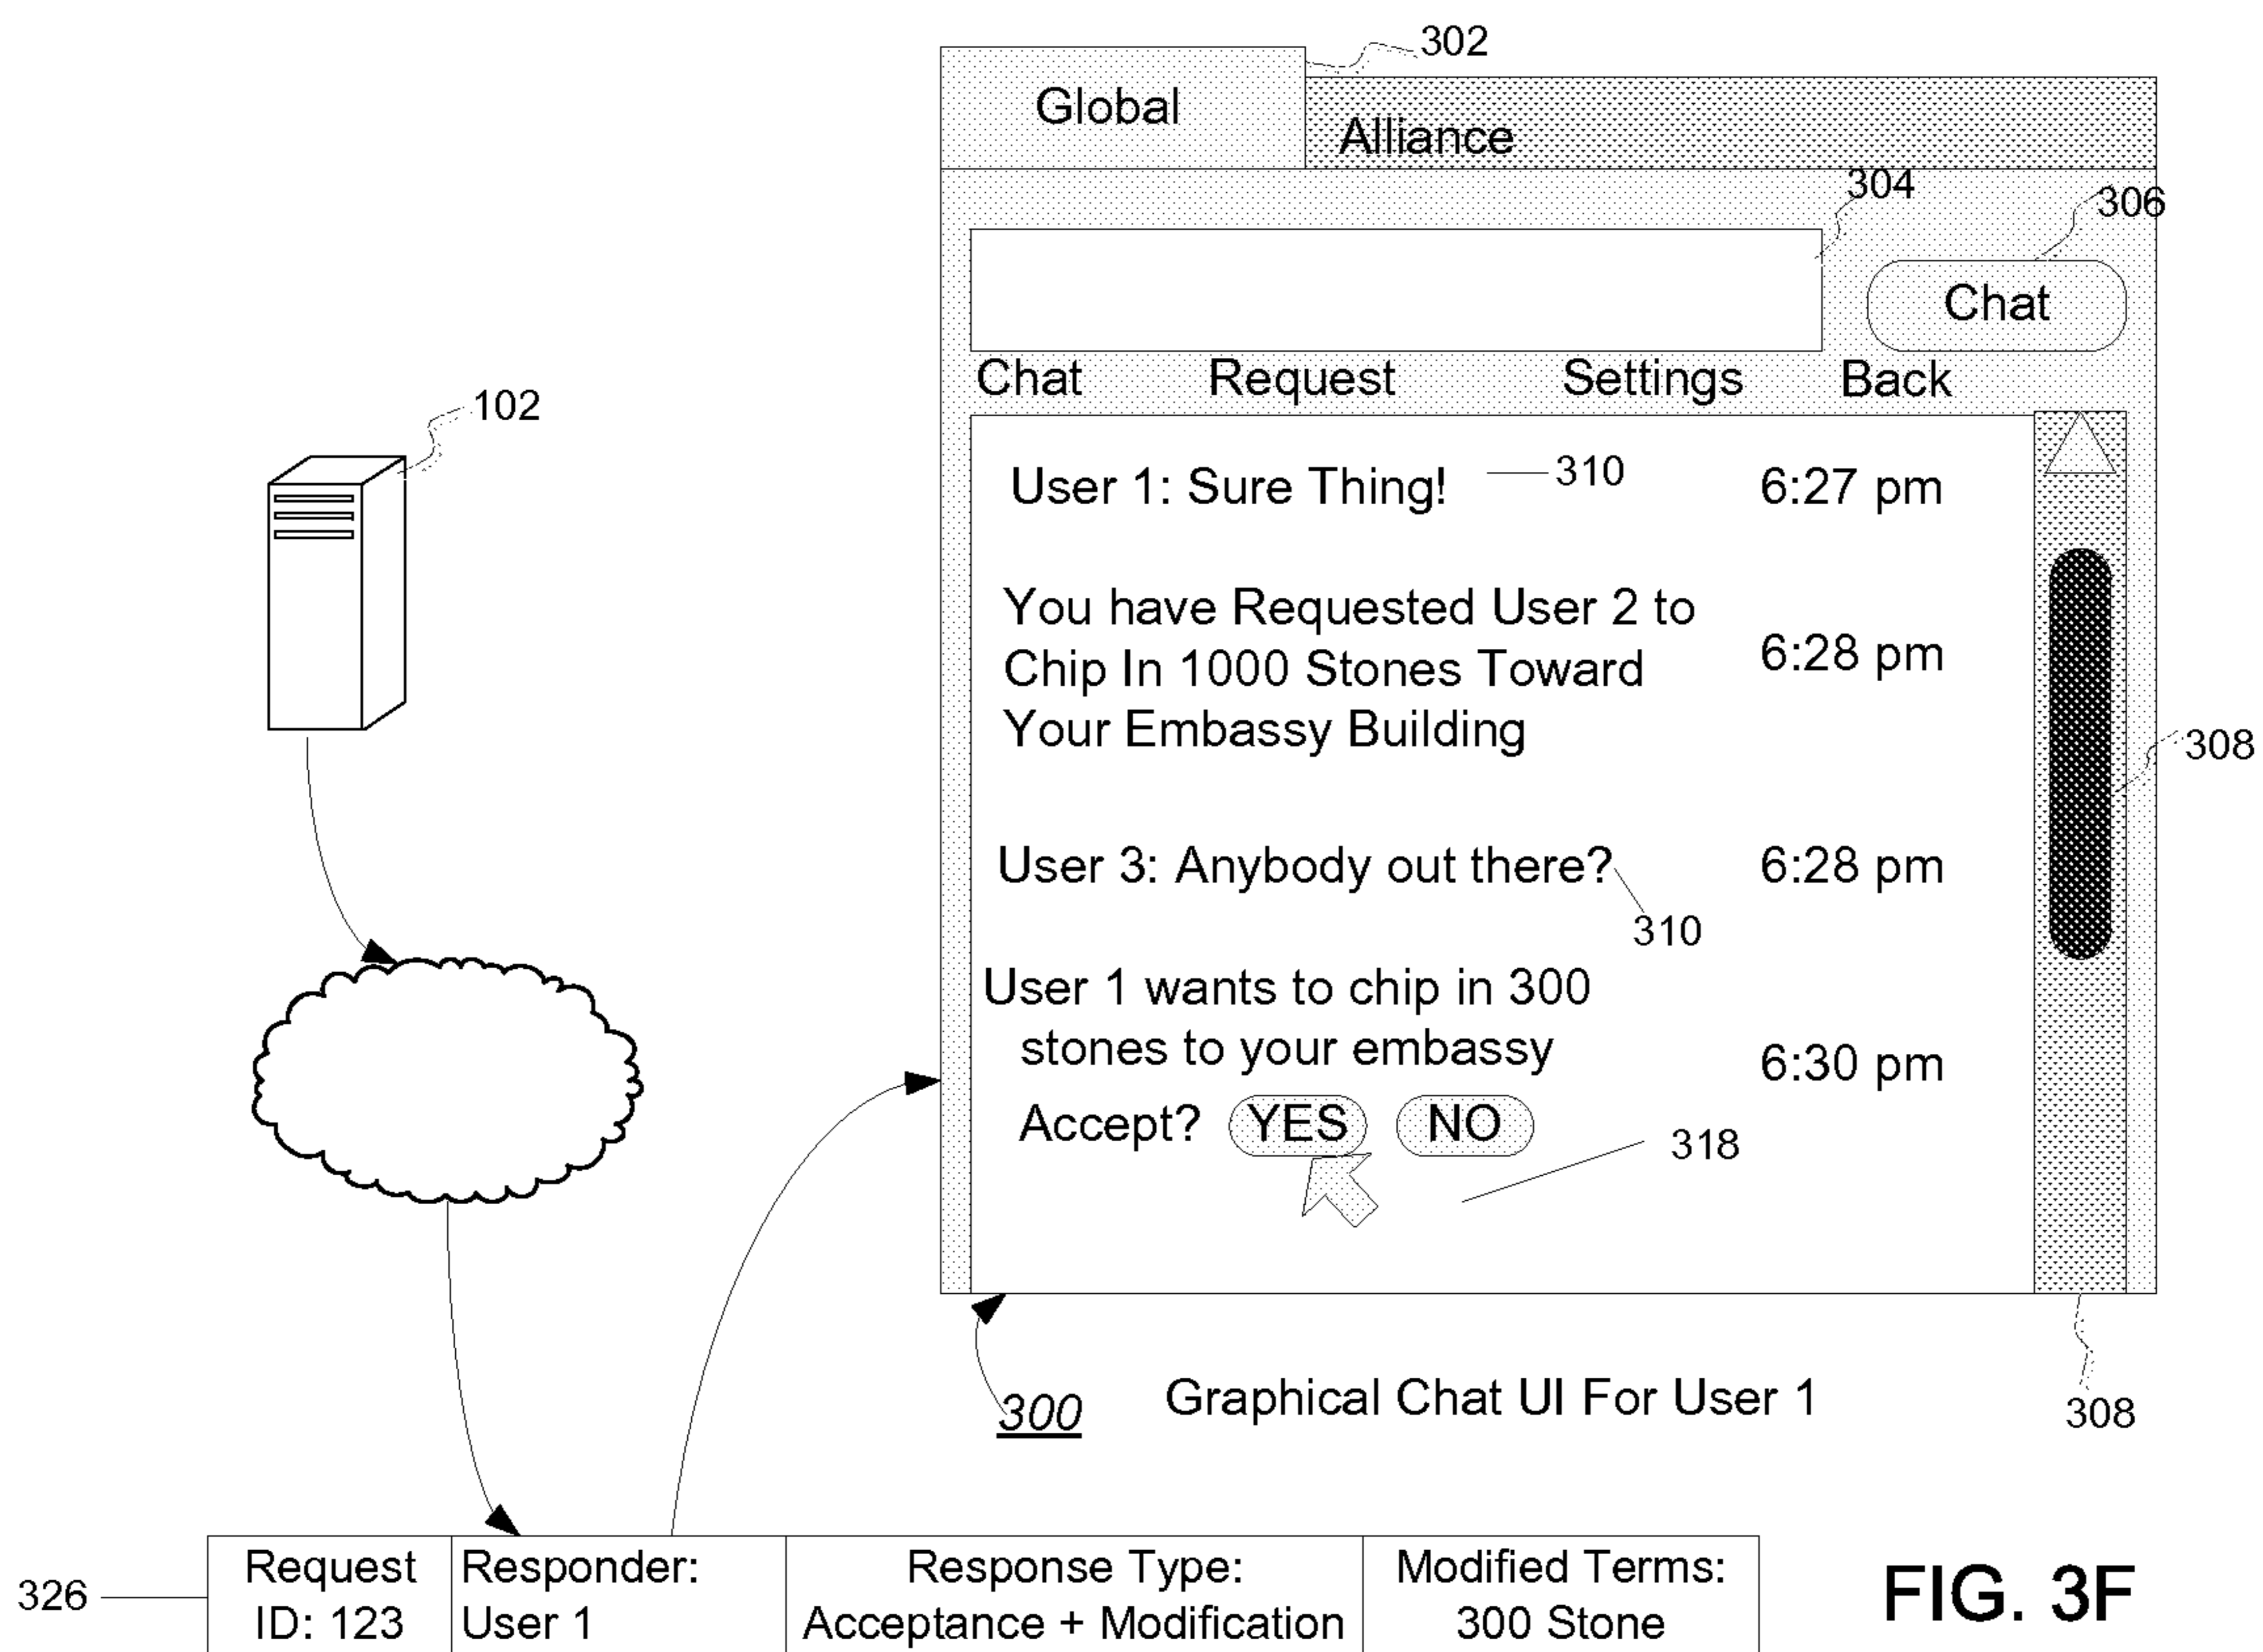 302
Global
Alliance
304
306
Chat
Chat Request Settings Back
102
User 1: Sure Thing! 310 6:27 pm
You have Requested User 2 to
Chip In 1000 Stones Toward
Your Embassy Building
6:28 pm
308
User 3: Anybody out there? 6:28 pm
310
User 1 wants to chip in 300
stones to your embassy
6:30 pm
Accept? YES NO
318
300
Graphical Chat UI For User 1
308
326
Request
ID: 123
Responder:
User 1
Response Type:
Acceptance + Modification
Modified Terms:
300 Stone
FIG. 3F